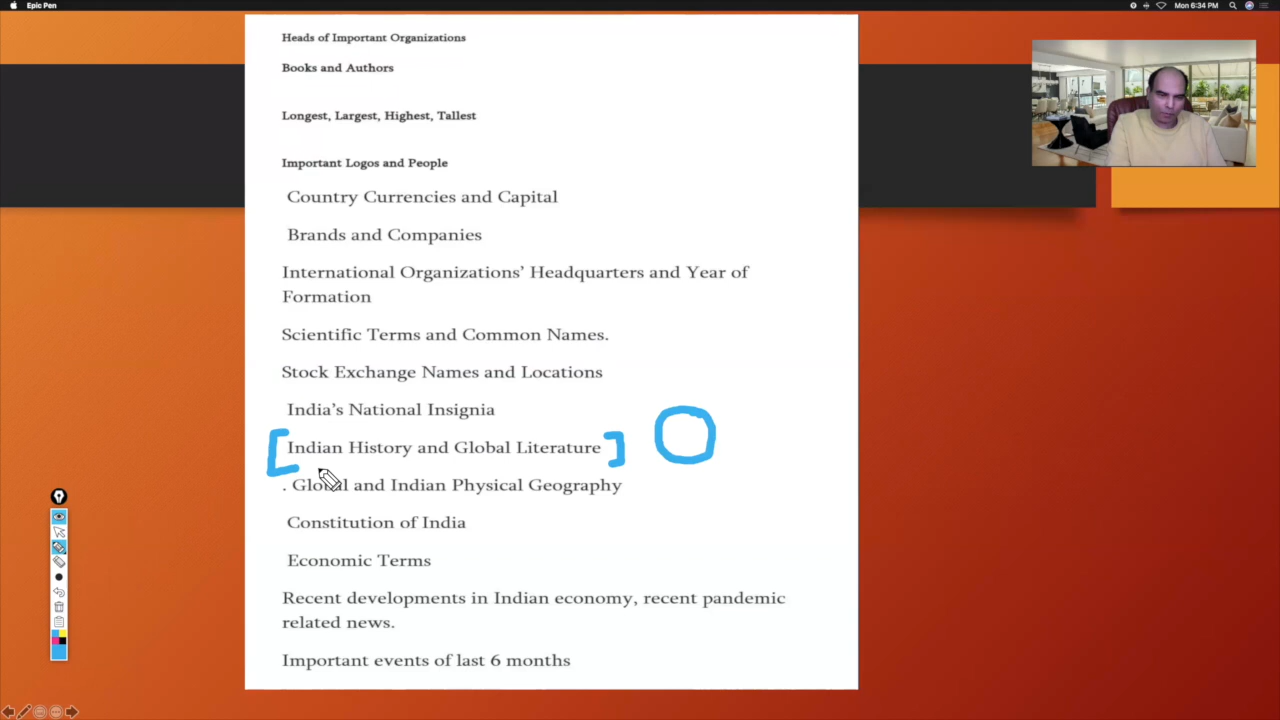 Epic Pen
Mon 6:34 PM
Heads of Important Organizations
Books and Authors
Longest, Largest, Highest, Tallest
Important Logos and People
Country Currencies and Capital
Brands and Companies
International Organizations’ Headquarters and Year of
Formation
Scientific Terms and Common Names.
Stock Exchange Names and Locations
India’s National Insignia
Indian History and Global Literature
. Global and Indian Physical Geography
Constitution of India
Economic Terms
Recent developments in Indian economy, recent pandemic
related news.
Important events of last 6 months